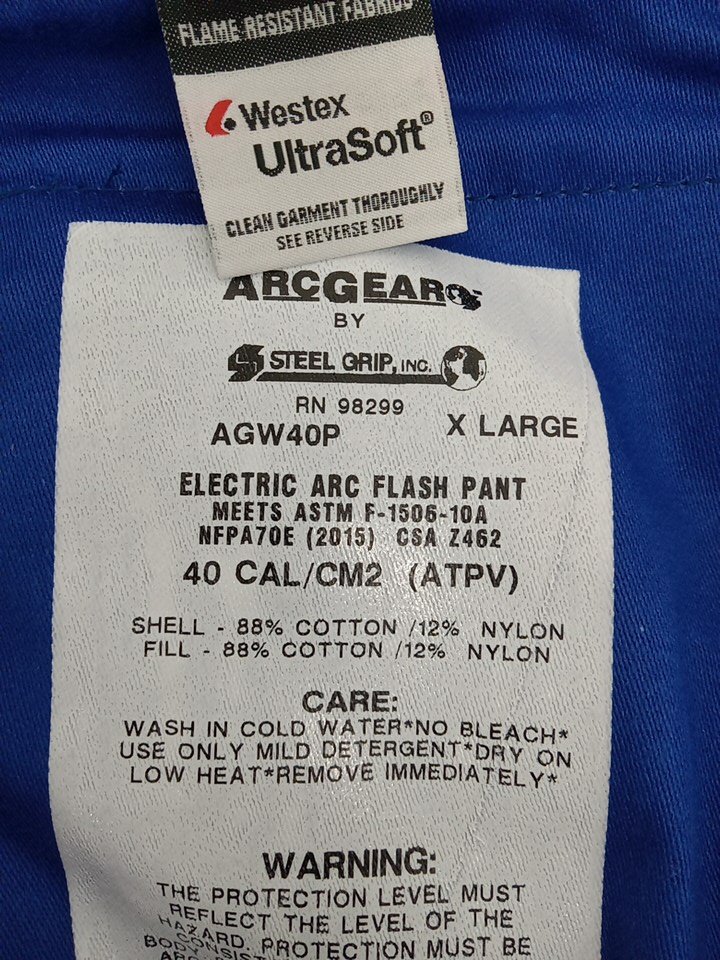 FLAME RESISTANT FABRICS
Westex
UltraSoft®
CLEAN GARMENT THOROUGHLY
SEE REVERSE SIDE
ARCGEAR
BY
STEEL GRIP, INC.
RN 98299
AGW40P X LARGE
ELECTRIC ARC FLASH PANT
MEETS ASTM F-1506-10A
NFPA70E (2015) CSA Z462
40 CAL/CM2 (ATPV)
SHELL - 88% COTTON /12% NYLON
FILL - 88% COTTON /12% NYLON
CARE:
WASH IN COLD WATER*NO BLEACH*
USE ONLY MILD DETERGENT*DRY ON
LOW HEAT*REMOVE IMMEDIATELY*
WARNING:
THE PROTECTION LEVEL MUST
REFLECT THE LEVEL OF THE
HAZARD. PROTECTION MUST BE